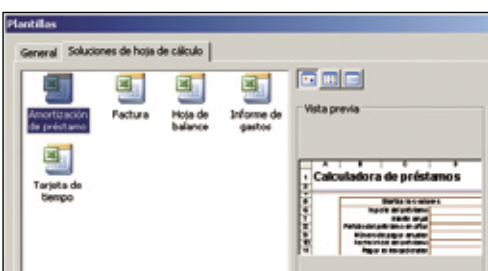 Plantillas
General Soluciones de hoja de cálculo
Amortización de préstamo
Factura
Hoja de balance
Informe de gastos
Tarjeta de tiempo
Vista previa
A B C D
1 Calculadora de préstamos